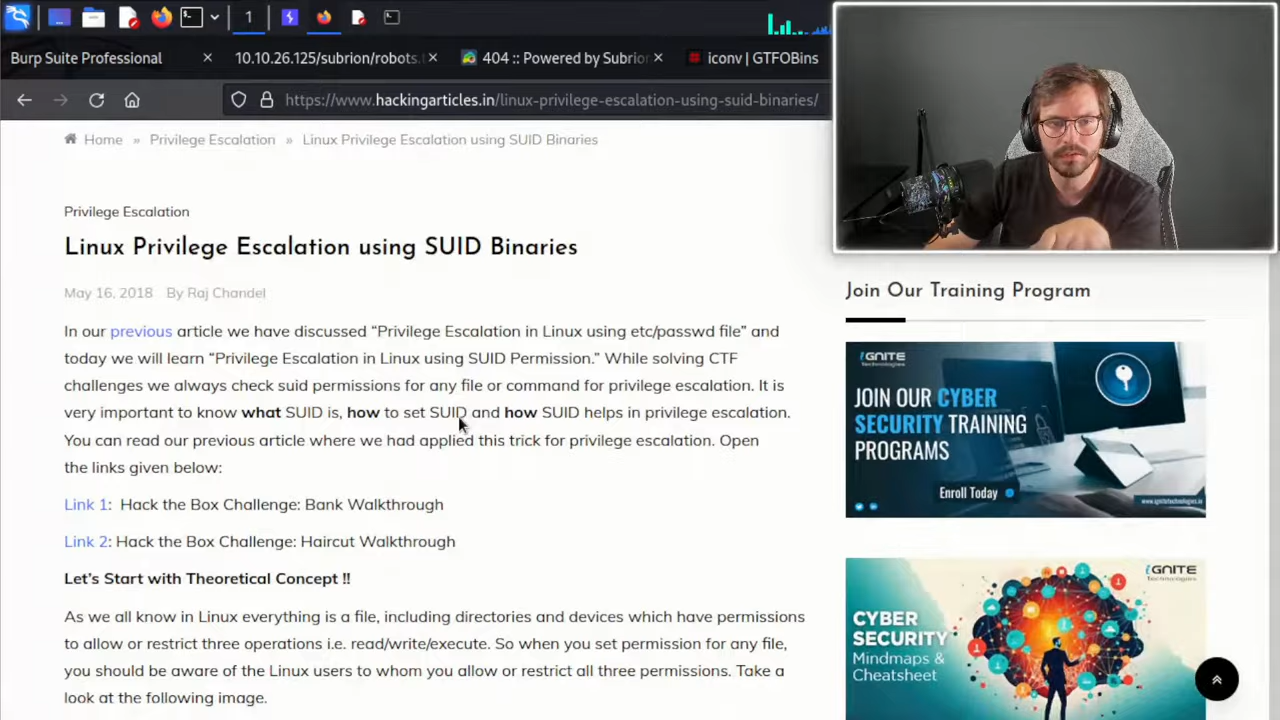 1
Burp Suite Professional
10.10.26.125/subrion/robots.
404 :: Powered by Subrion
iconv | GTFOBins
https://www.hackingarticles.in/linux-privilege-escalation-using-suid-binaries/
Home » Privilege Escalation » Linux Privilege Escalation using SUID Binaries
Privilege Escalation
Linux Privilege Escalation using SUID Binaries
May 16, 2018 By Raj Chandel
In our previous article we have discussed “Privilege Escalation in Linux using etc/passwd file” and
today we will learn “Privilege Escalation in Linux using SUID Permission.” While solving CTF
challenges we always check suid permissions for any file or command for privilege escalation. It is
very important to know what SUID is, how to set SUID and how SUID helps in privilege escalation.
You can read our previous article where we had applied this trick for privilege escalation. Open
the links given below:
Link 1: Hack the Box Challenge: Bank Walkthrough
Link 2: Hack the Box Challenge: Haircut Walkthrough
Let’s Start with Theoretical Concept !!
As we all know in Linux everything is a file, including directories and devices which have permissions
to allow or restrict three operations i.e. read/write/execute. So when you set permission for any file,
you should be aware of the Linux users to whom you allow or restrict all three permissions. Take a
look at the following image.
Join Our Training Program
IGNITE
Technologies
JOIN OUR CYBER
SECURITY TRAINING
PROGRAMS
Enroll Today
www.ignitetechnologies.in
IGNITE
Technologies
CYBER
SECURITY
Mindmaps &
Cheatsheet